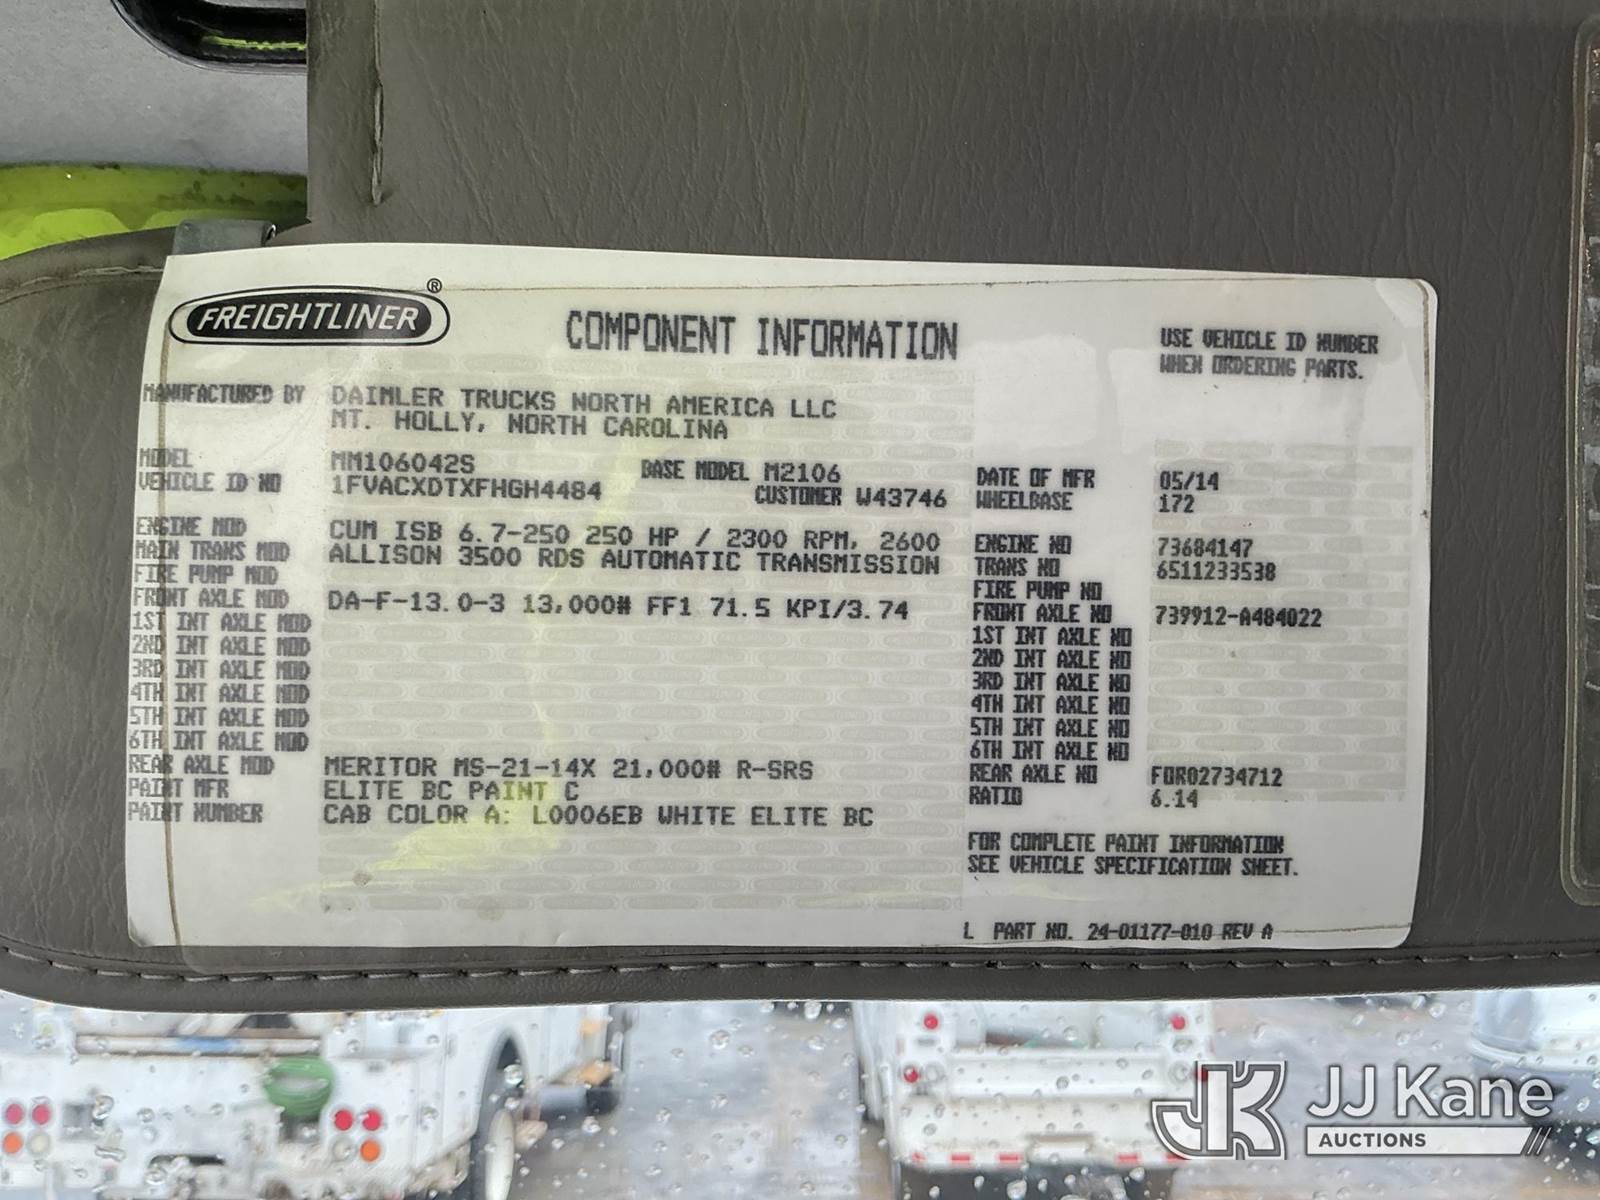 FREIGHTLINER ®
COMPONENT INFORMATION
USE VEHICLE ID NUMBER
WHEN ORDERING PARTS.
MANUFACTURED BY DAIMLER TRUCKS NORTH AMERICA LLC
MT. HOLLY, NORTH CAROLINA
MODEL MM106042S BASE MODEL M2106 DATE OF MFR 05/14
VEHICLE ID NO 1FVACXDTXFHGH4484 CUSTOMER W43746 WHEELBASE 172
ENGINE MOD CUM ISB 6.7-250 250 HP / 2300 RPM, 2600 ENGINE NO 73684147
MAIN TRANS MOD ALLISON 3500 RDS AUTOMATIC TRANSMISSION TRANS NO 6511233538
FIRE PUMP MOD FIRE PUMP NO
FRONT AXLE MOD DA-F-13.0-3 13,000# FF1 71.5 KPI/3.74 FRONT AXLE NO 739912-A484022
1ST INT AXLE MOD 1ST INT AXLE NO
2ND INT AXLE MOD 2ND INT AXLE NO
3RD INT AXLE MOD 3RD INT AXLE NO
4TH INT AXLE MOD 4TH INT AXLE NO
5TH INT AXLE MOD 5TH INT AXLE NO
6TH INT AXLE MOD 6TH INT AXLE NO
REAR AXLE MOD MERITOR MS-21-14X 21,000# R-SRS REAR AXLE NO FOR02734712
PAINT MFR ELITE BC PAINT C RATIO 6.14
PAINT NUMBER CAB COLOR A: L0006EB WHITE ELITE BC
FOR COMPLETE PAINT INFORMATION
SEE VEHICLE SPECIFICATION SHEET.
L PART NO. 24-01177-010 REV A
JK JJ Kane
AUCTIONS